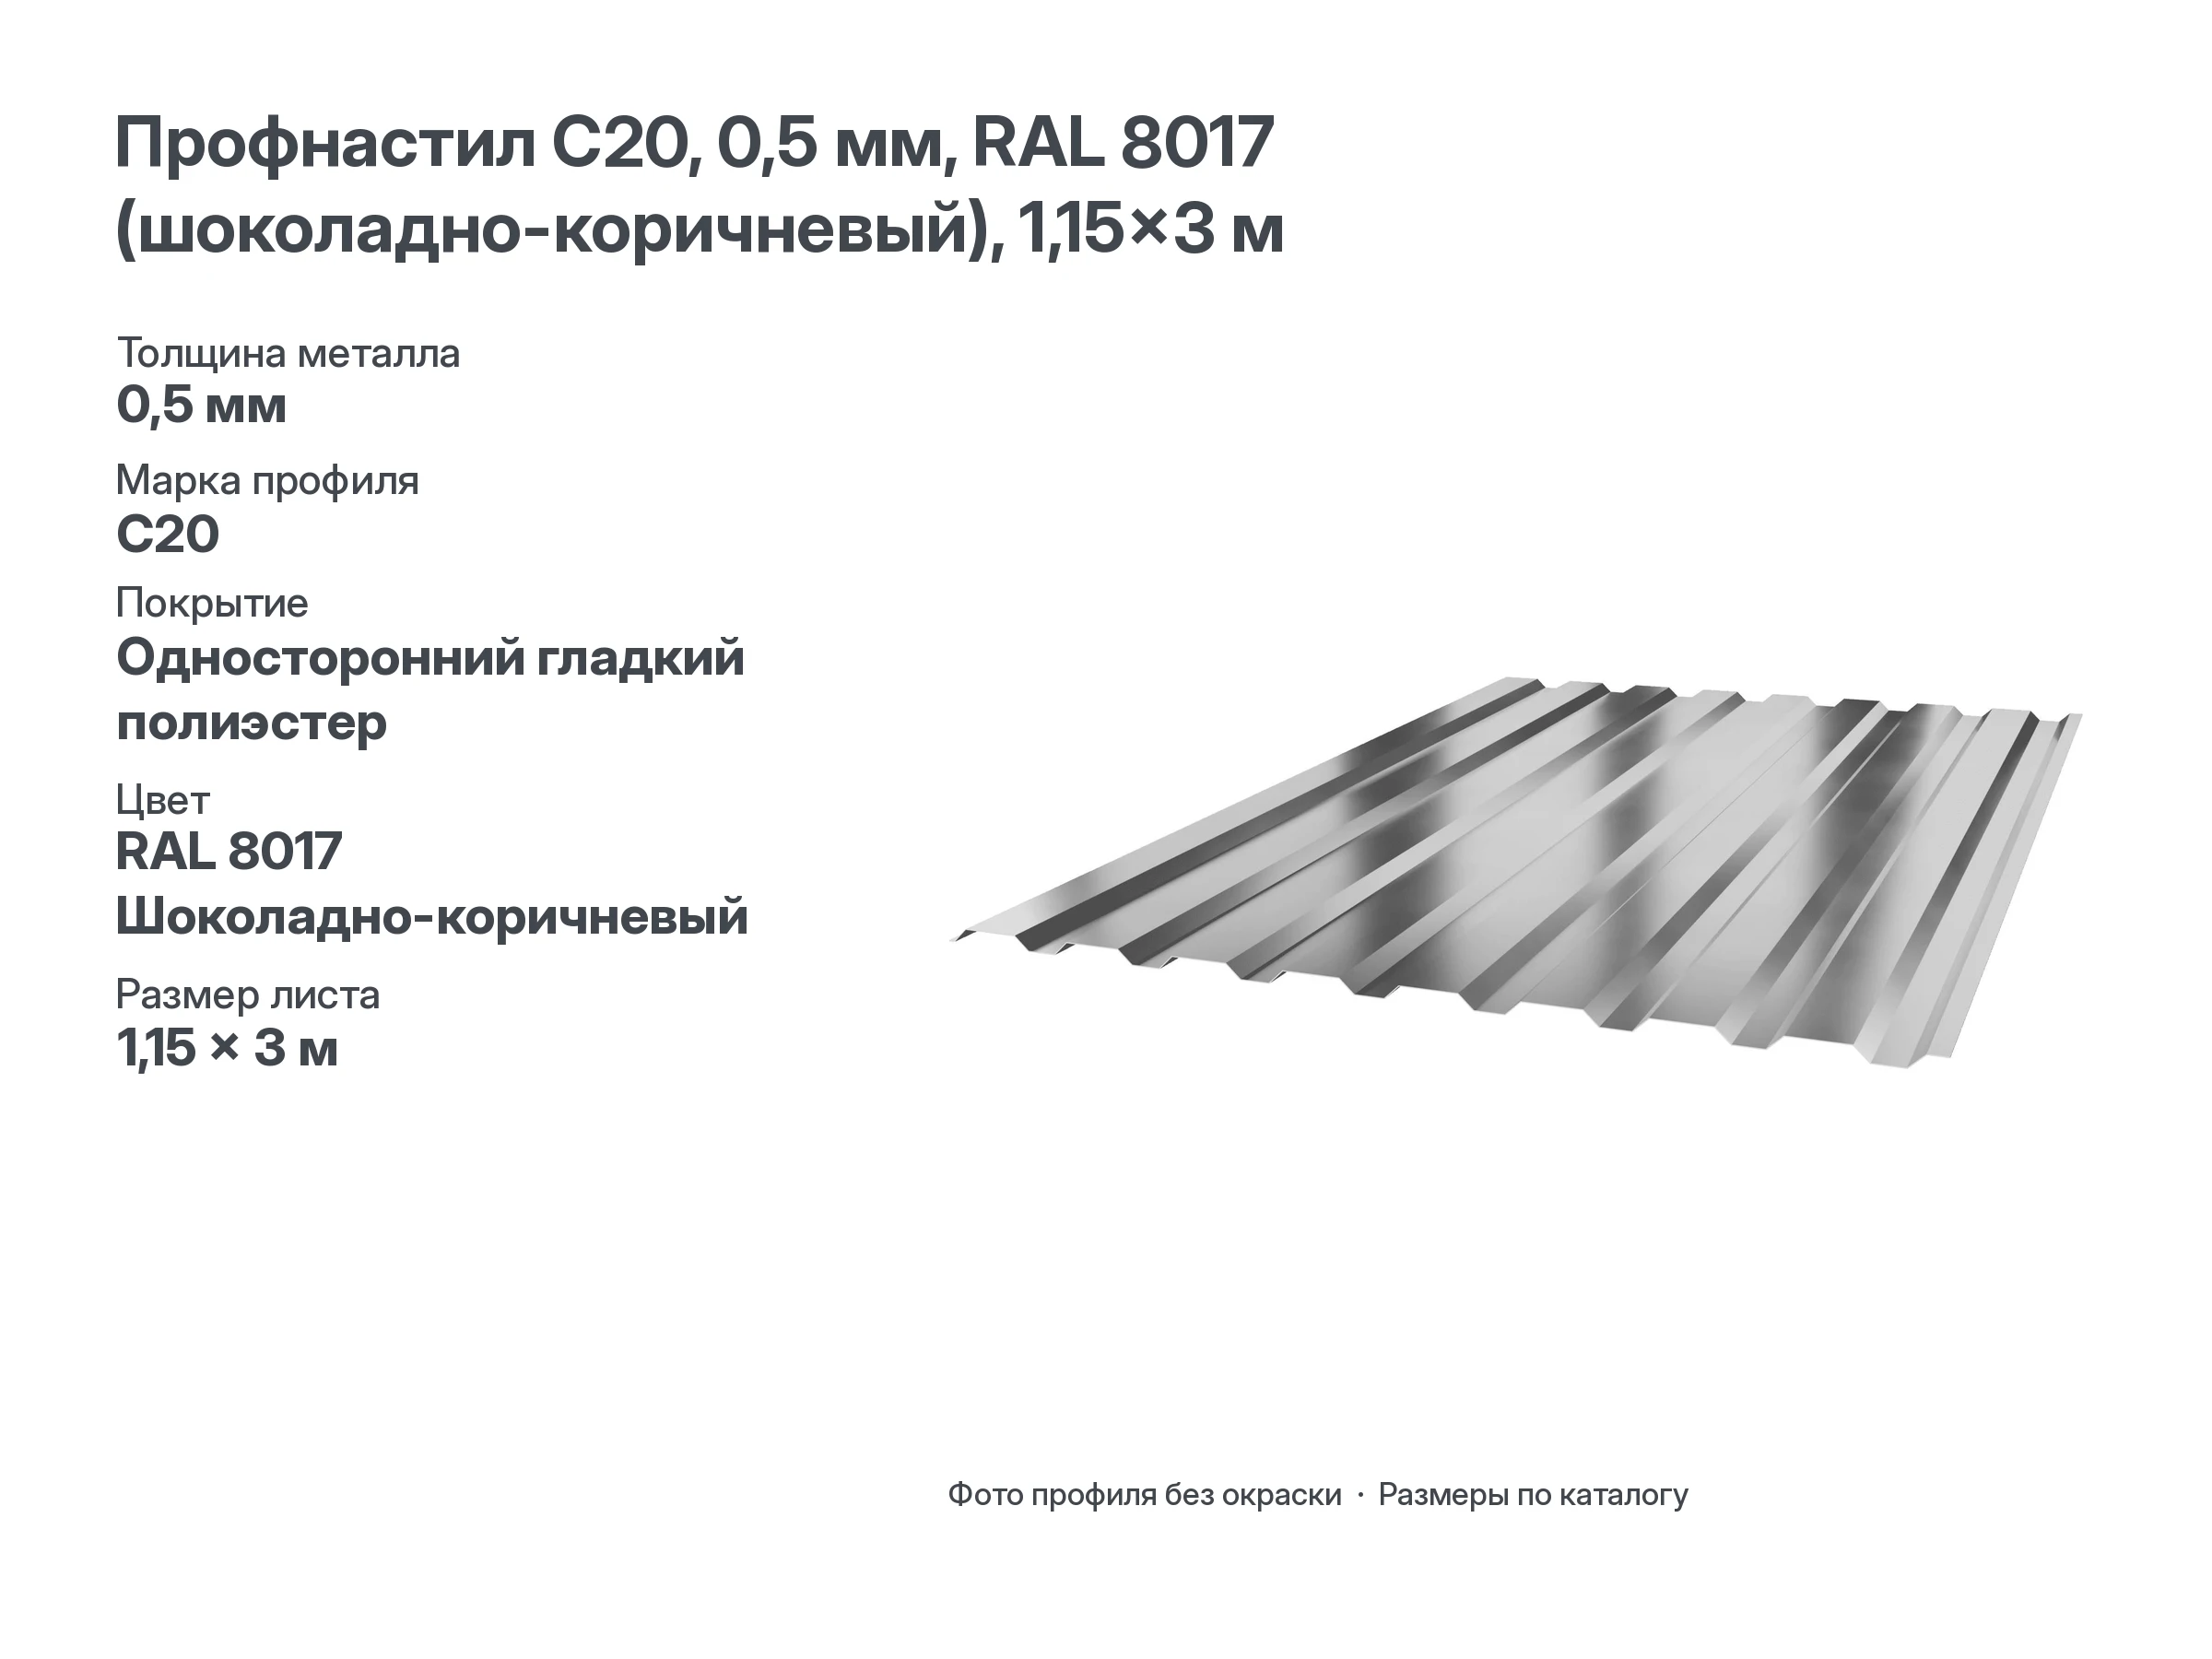 Профнастил С20, 0,5 мм, RAL 8017
(шоколадно-коричневый), 1,15×3 м
Толщина металла
0,5 мм
Марка профиля
С20
Покрытие
Односторонний гладкий
полиэстер
Цвет
RAL 8017
Шоколадно-коричневый
Размер листа
1,15 × 3 м
Фото профиля без окраски · Размеры по каталогу